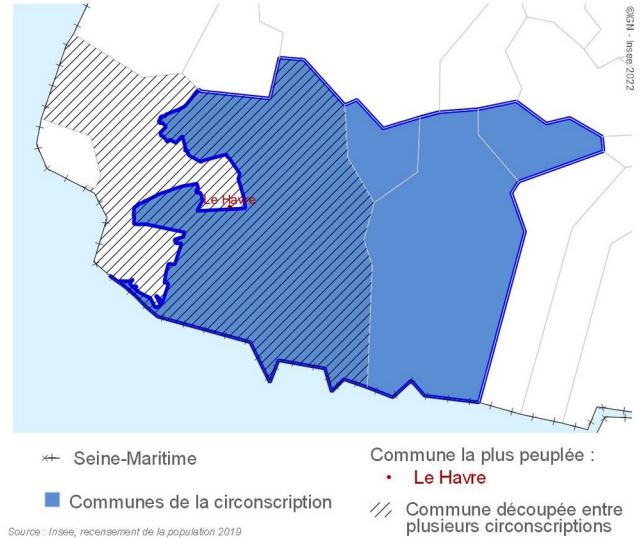 ©IGN - Insee 2022
Le Havre
Seine-Maritime
Communes de la circonscription
Commune la plus peuplée :
Le Havre
Commune découpée entre
plusieurs circonscriptions
Source : Insee, recensement de la population 2019